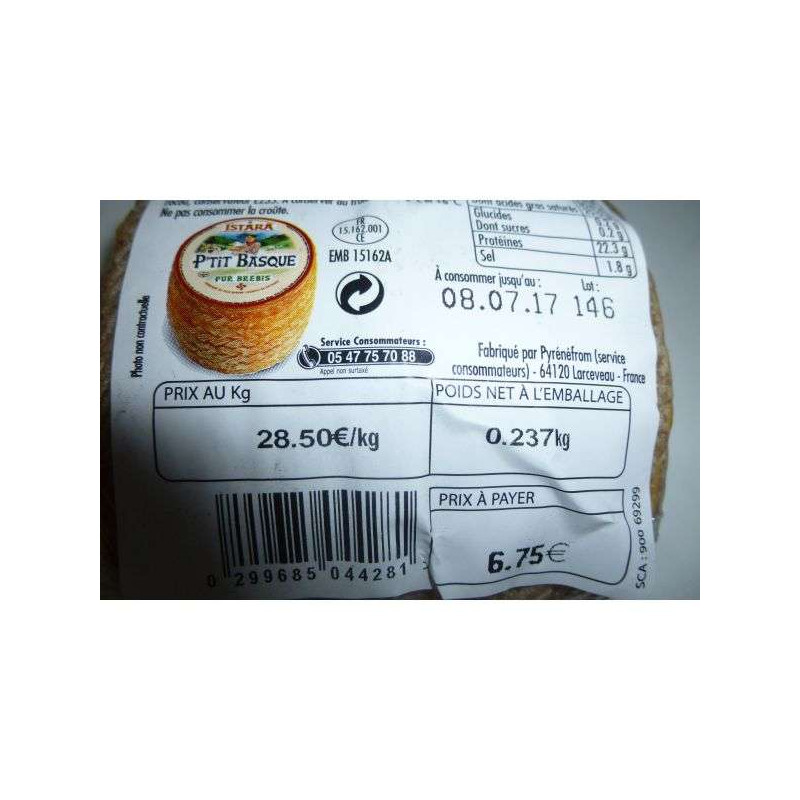 Ne pas consommer la croûte.
ISTARA
P'TIT BASQUE
PUR BREBIS
Photo non contractuelle
FR
15.162.001
CE
EMB 15162A
Glucides
Dont sucres 0.2 g
Protéines 22.3 g
Sel 1.8 g
À consommer jusqu'au : Lot :
08.07.17 146
Service Consommateurs :
05 47 75 70 88
Appel non surtaxé
Fabriqué par Pyrénéfrom (service
consommateurs) - 64120 Larceveau - France
PRIX AU Kg
28.50€/kg
POIDS NET À L'EMBALLAGE
0.237kg
PRIX À PAYER
6.75€
0 299685 044281
SCA : 900 69299